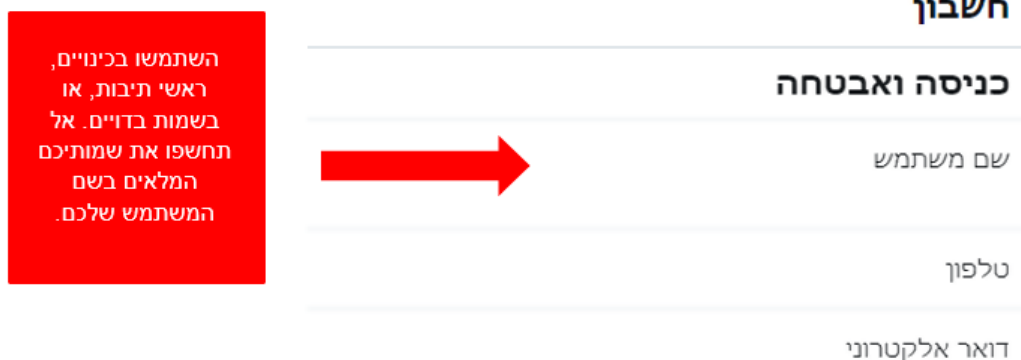 חשבון
כניסה ואבטחה
שם משתמש
טלפון
דואר אלקטרוני
השתמשו בכינויים,
ראשי תיבות, או
בשמות בדויים. אל
תחשפו את שמותיכם
המלאים בשם
המשתמש שלכם.